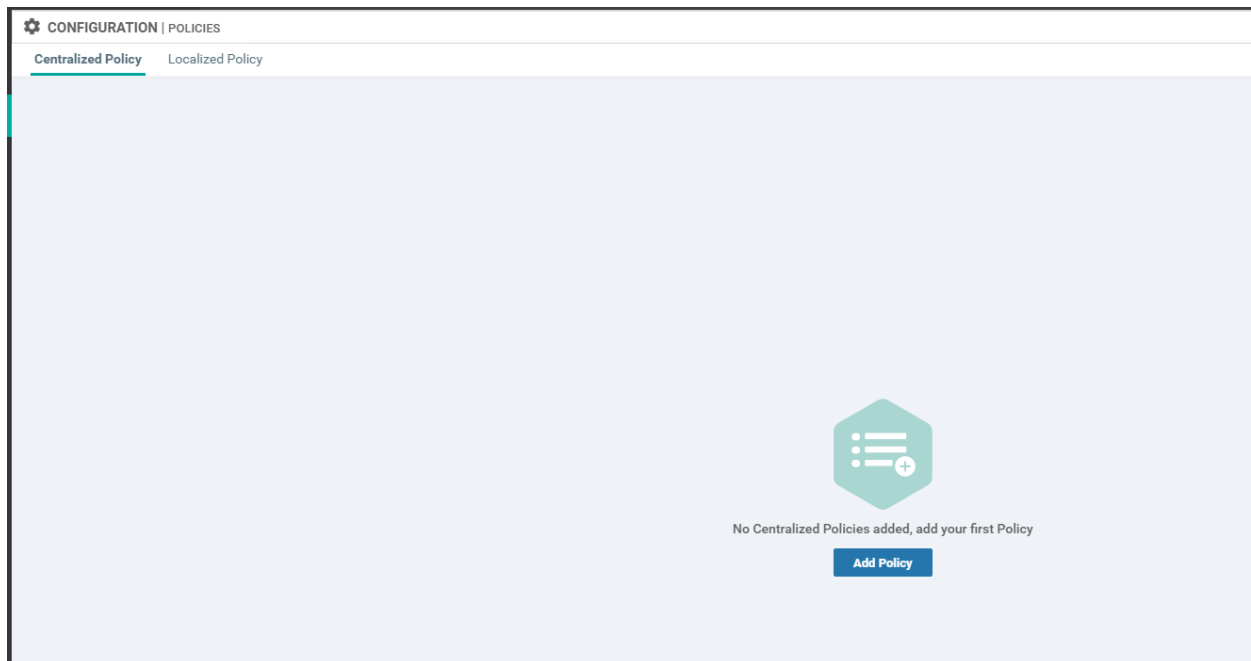 CONFIGURATION | POLICIES
Centralized Policy Localized Policy
No Centralized Policies added, add your first Policy
Add Policy